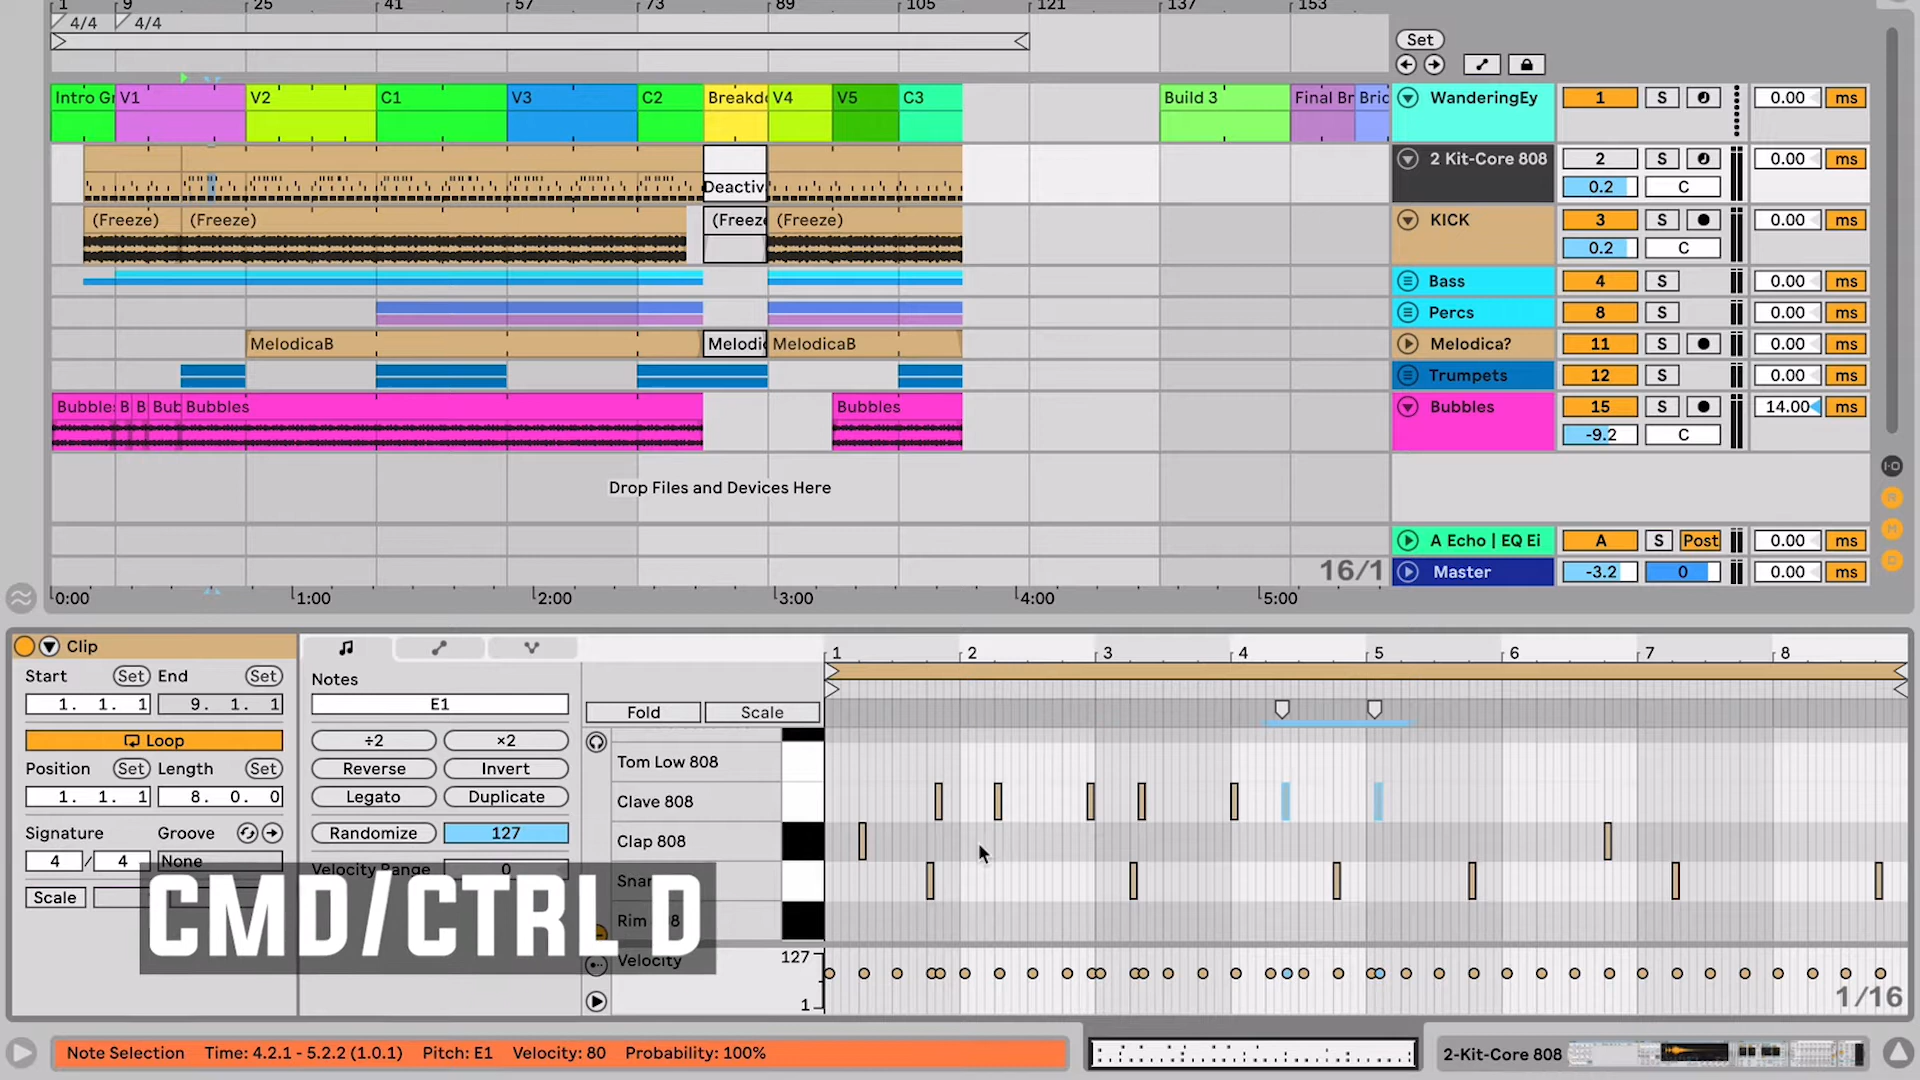 1 9 25 41 57 73 89 105 121 137 153
4/4 4/4
Set
Intro Gr V1 V2 C1 V3 C2 Breakd V4 V5 C3 Build 3 Final Br Bric WanderingEy 1 S 0.00 ms
2 Kit-Core 808 2 S 0.00 ms
Deactiv 0.2 C
(Freeze) (Freeze) (Freeze (Freeze) KICK 3 S 0.00 ms
0.2 C
Bass 4 S 0.00 ms
Percs 8 S 0.00 ms
MelodicaB Melodic MelodicaB Melodica? 11 S 0.00 ms
Trumpets 12 S 0.00 ms
Bubbles B B Bub Bubbles Bubbles Bubbles 15 S 14.00 ms
-9.2 C
Drop Files and Devices Here
A Echo | EQ Ei A S Post 0.00 ms
16/1 Master -3.2 0 0.00 ms
0:00 1:00 2:00 3:00 4:00 5:00
Clip 1 2 3 4 5 6 7 8
Start Set End Set Notes
1. 1. 1 9. 1. 1 E1
Fold Scale
Loop ÷2 ×2
Position Set Length Set Reverse Invert Tom Low 808
1. 1. 1 8. 0. 0 Legato Duplicate Clave 808
Signature Groove Randomize 127 Clap 808
4 / 4 None Velocity Range 0
Scale Snar
CMD/CTRL D
Rim 808
Velocity 127
1
1/16
Note Selection Time: 4.2.1 - 5.2.2 (1.0.1) Pitch: E1 Velocity: 80 Probability: 100% 2-Kit-Core 808